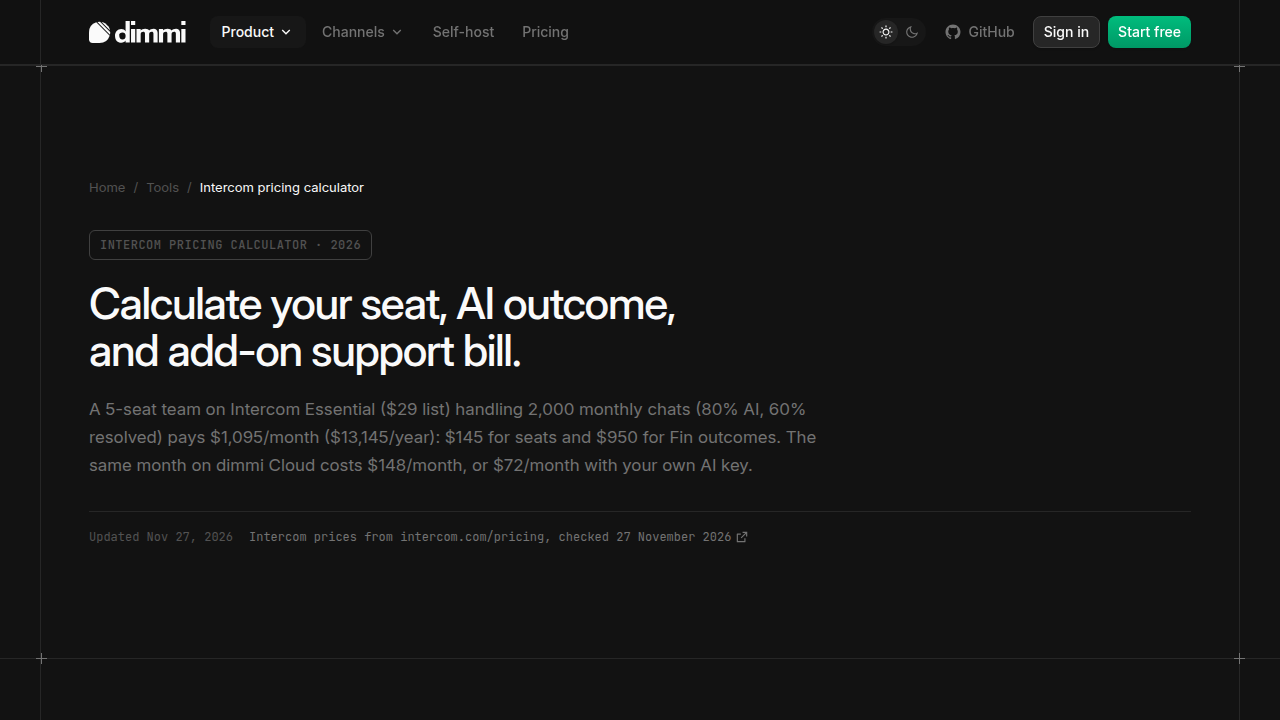 dimmi
Product
Channels
Self-host
Pricing
GitHub
Sign in
Start free
Home / Tools / Intercom pricing calculator
INTERCOM PRICING CALCULATOR · 2026
Calculate your seat, AI outcome,
and add-on support bill.
A 5-seat team on Intercom Essential ($29 list) handling 2,000 monthly chats (80% AI, 60%
resolved) pays $1,095/month ($13,145/year): $145 for seats and $950 for Fin outcomes. The
same month on dimmi Cloud costs $148/month, or $72/month with your own AI key.
Updated Nov 27, 2026 Intercom prices from intercom.com/pricing, checked 27 November 2026